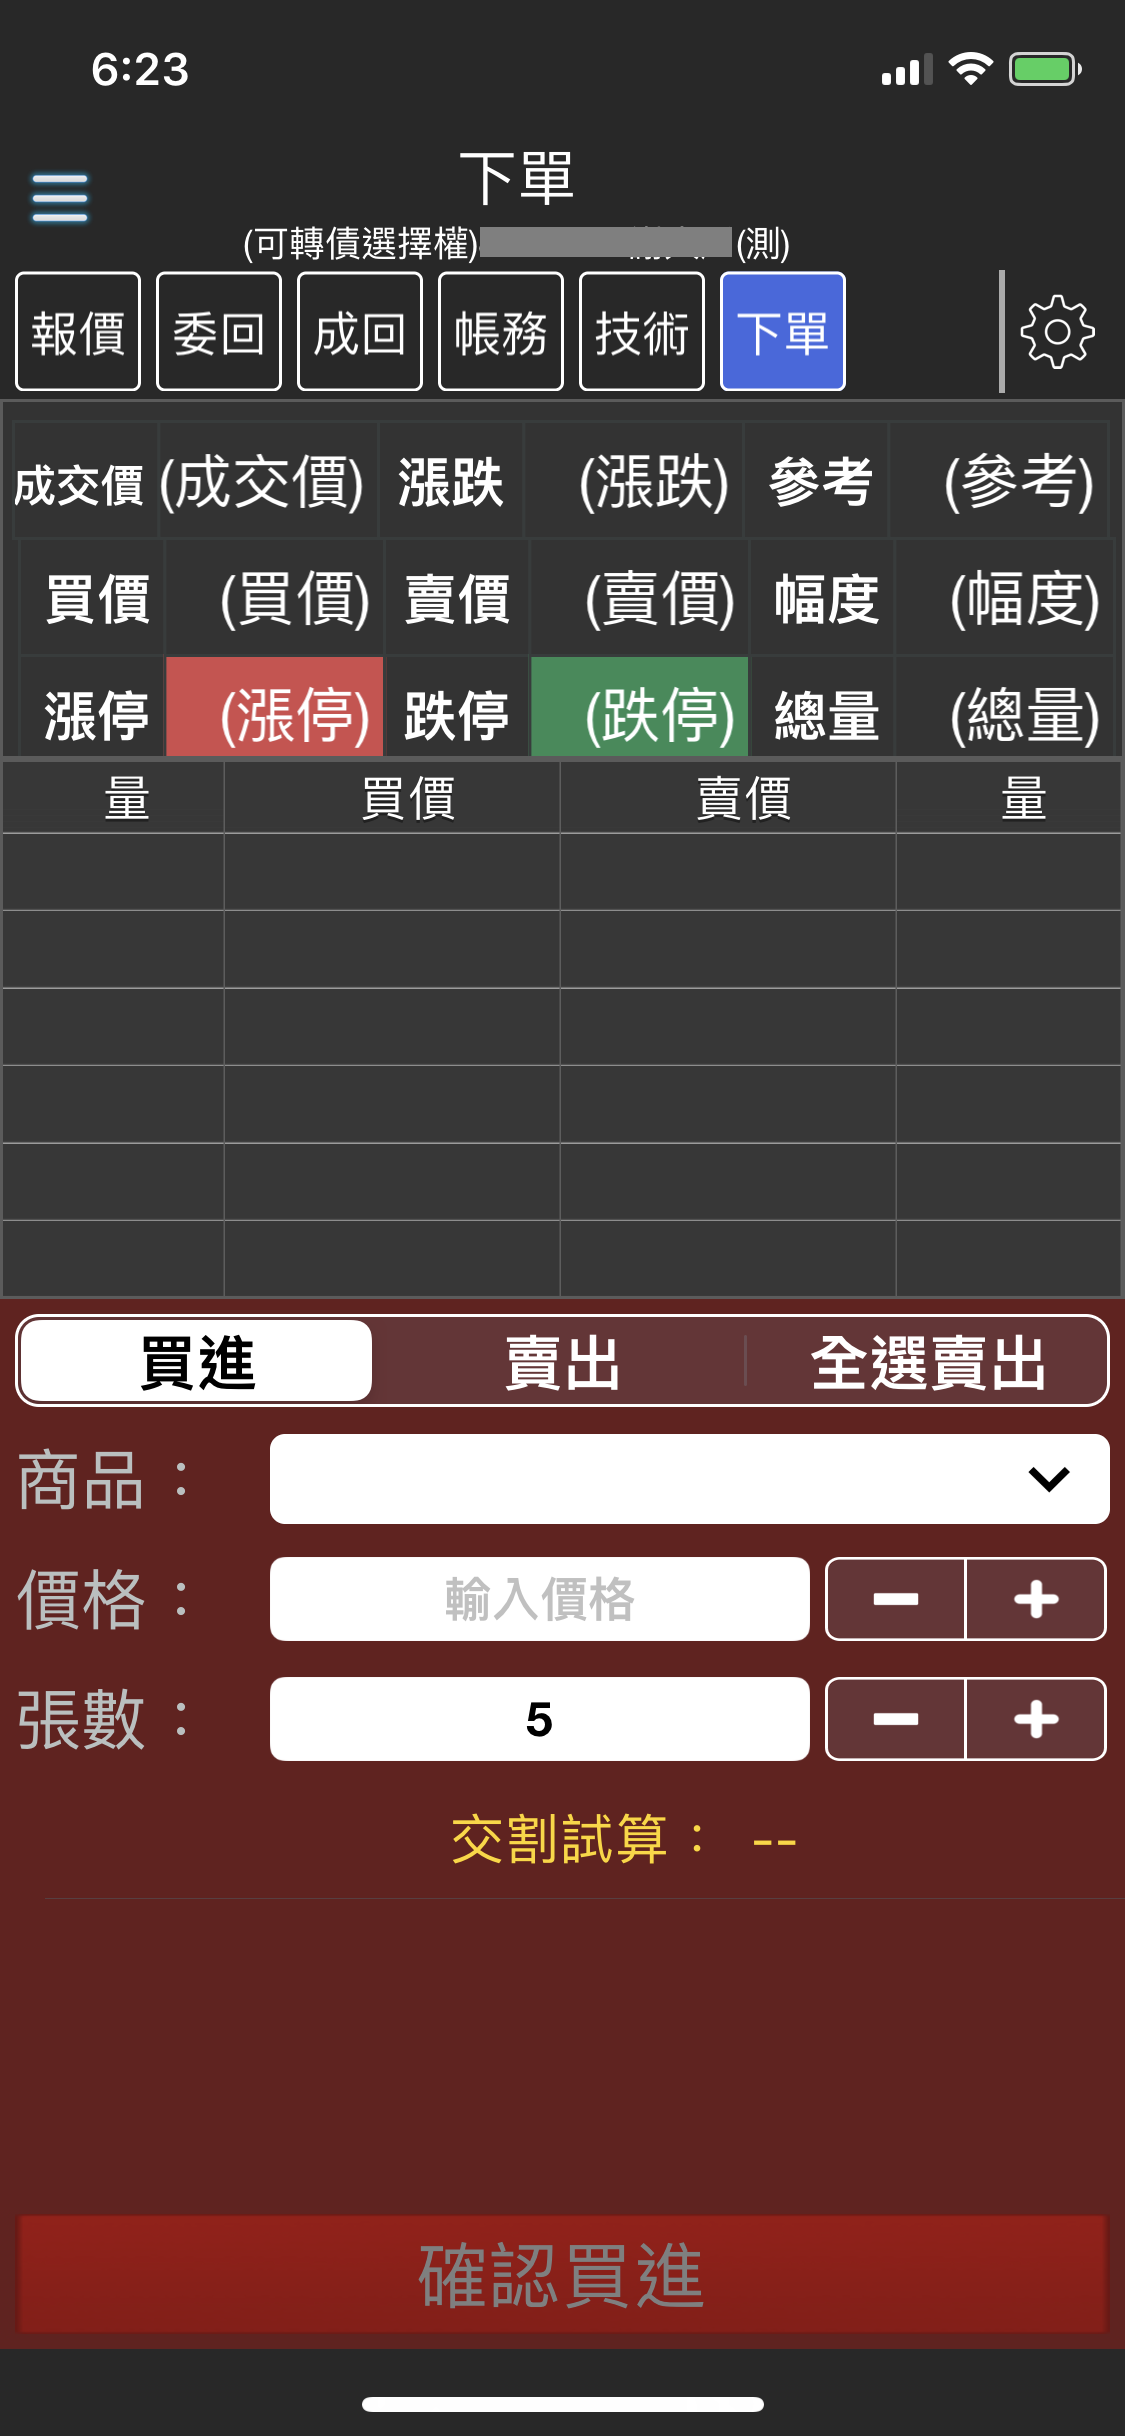 6:23
下單
(可轉債選擇權) (測)
報價 委回 成回 帳務 技術 下單
成交價 (成交價) 漲跌 (漲跌) 參考 (參考)
買價 (買價) 賣價 (賣價) 幅度 (幅度)
漲停 (漲停) 跌停 (跌停) 總量 (總量)
量 買價 賣價 量
買進 賣出 全選賣出
商品：
價格： 輸入價格
張數： 5
交割試算： --
確認買進